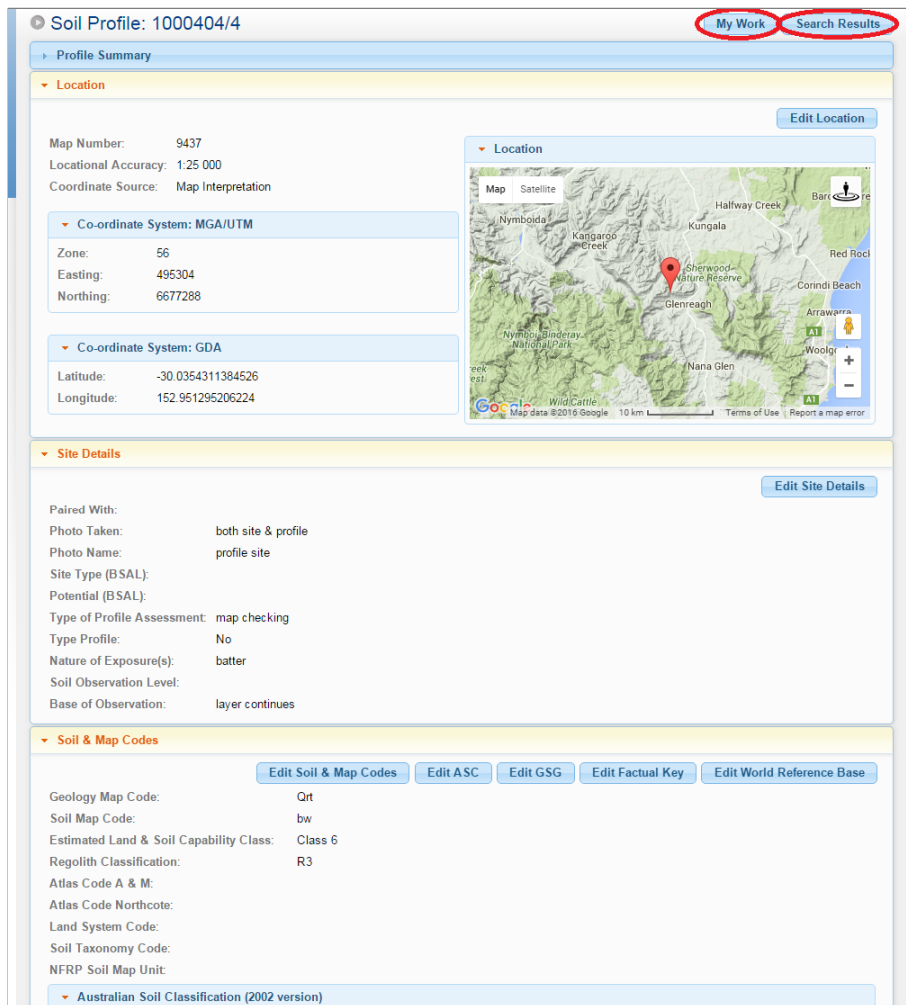 Soil Profile: 1000404/4
My Work
Search Results
Profile Summary
Location
Edit Location
Map Number: 9437
Locational Accuracy: 1:25 000
Coordinate Source: Map Interpretation
Co-ordinate System: MGA/UTM
Zone: 56
Easting: 495304
Northing: 6677288
Co-ordinate System: GDA
Latitude: -30.0354311384526
Longitude: 152.951295206224
Location
Map Satellite
Halfway Creek
Nymboida
Kungala
Kangaroo
Creek
Red Rock
Sherwood
Nature Reserve
Corindi Beach
Glenreagh
Arrawarra
A1
Nymboi-Binderay
National Park
Nana Glen
Wild Cattle
A1
Google Map data ©2016 Google 10 km Terms of Use Report a map error
Site Details
Edit Site Details
Paired With:
Photo Taken: both site & profile
Photo Name: profile site
Site Type (BSAL):
Potential (BSAL):
Type of Profile Assessment: map checking
Type Profile: No
Nature of Exposure(s): batter
Soil Observation Level:
Base of Observation: layer continues
Soil & Map Codes
Edit Soil & Map Codes Edit ASC Edit GSG Edit Factual Key Edit World Reference Base
Geology Map Code: Qrt
Soil Map Code: bw
Estimated Land & Soil Capability Class: Class 6
Regolith Classification: R3
Atlas Code A & M:
Atlas Code Northcote:
Land System Code:
Soil Taxonomy Code:
NFRP Soil Map Unit:
Australian Soil Classification (2002 version)